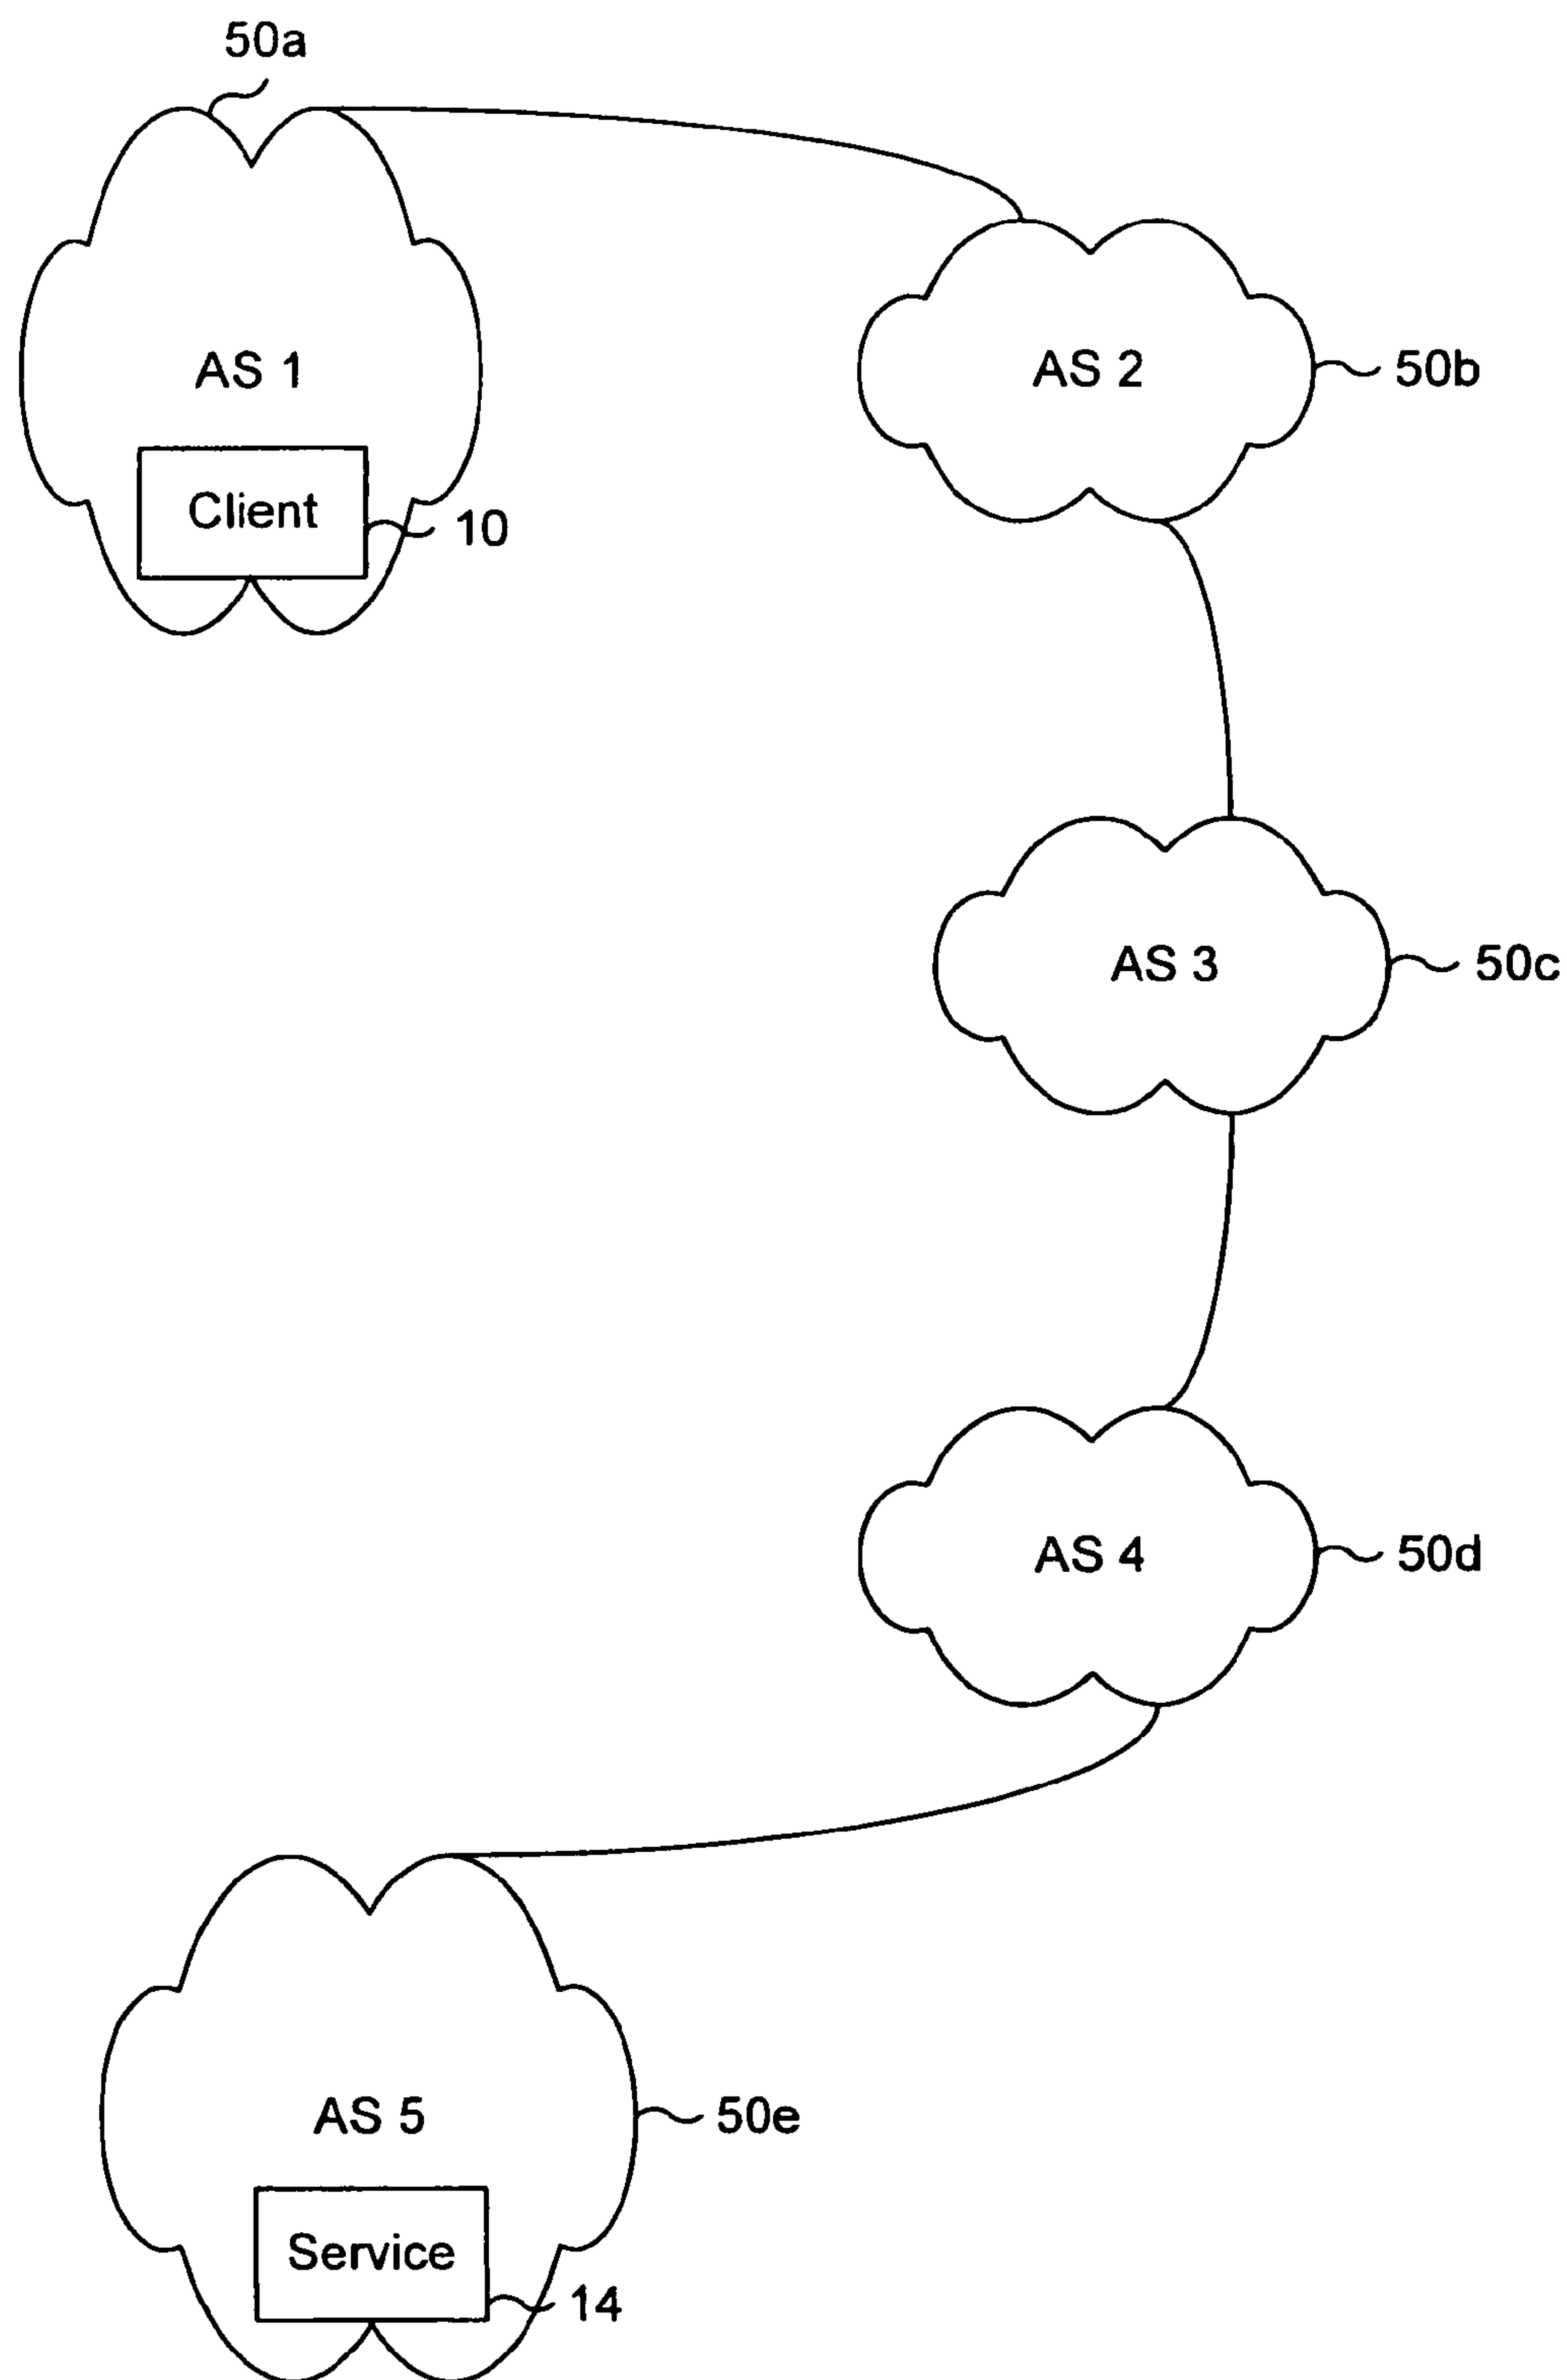 50a
AS 1
Client
10
AS 2
50b
AS 3
50c
AS 4
50d
AS 5
50e
Service
14